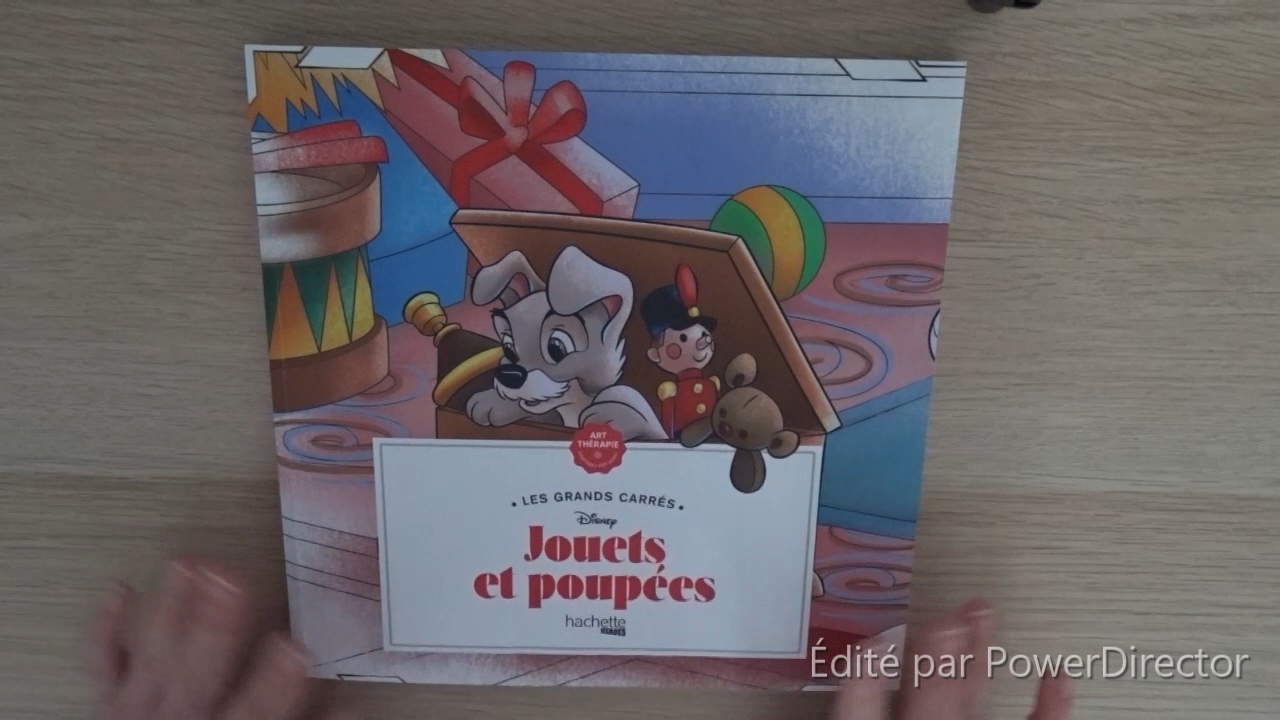 ART
THÉRAPIE
• LES GRANDS CARRÉS •
Disney
Jouets
et poupées
hachette
HEROES
Édité par PowerDirector